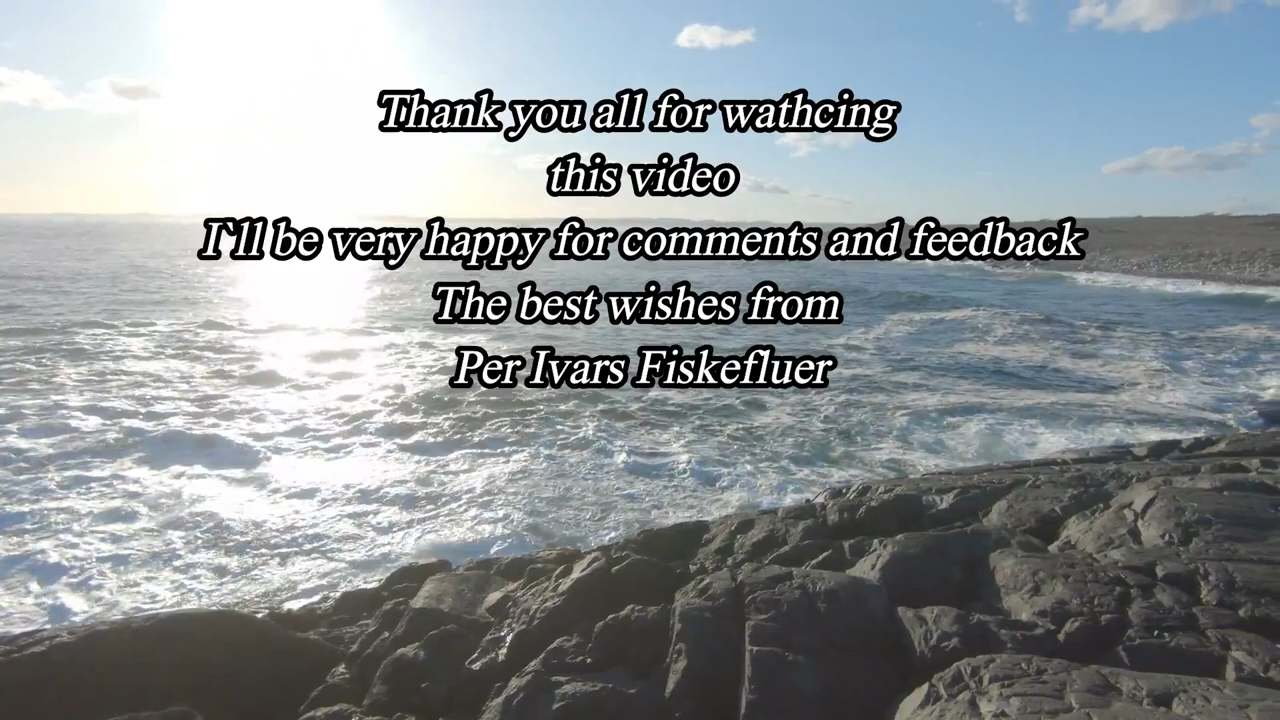 Thank you all for wathcing
this video
I`ll be very happy for comments and feedback
The best wishes from
Per Ivars Fiskefluer